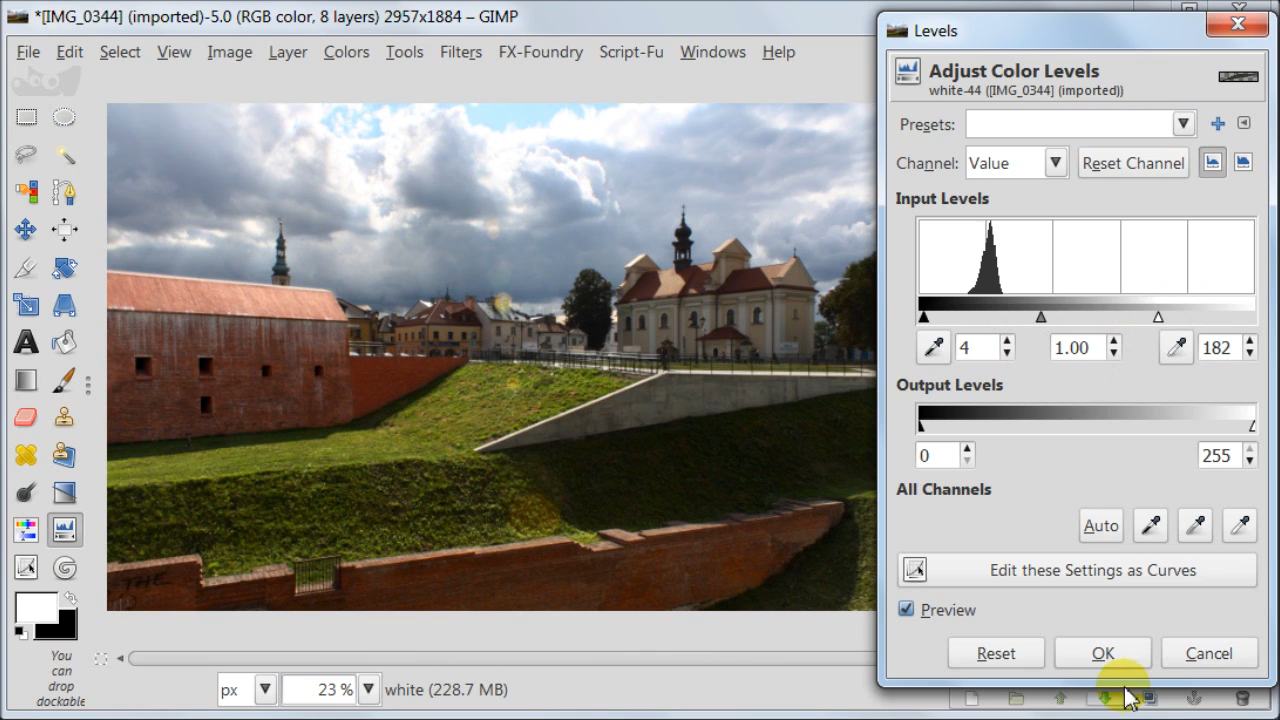 *[IMG_0344] (imported)-5.0 (RGB color, 8 layers) 2957x1884 – GIMP
File Edit Select View Image Layer Colors Tools Filters FX-Foundry Script-Fu Windows Help
Levels
Adjust Color Levels
white-44 ([IMG_0344] (imported))
Presets:
Channel: Value Reset Channel
Input Levels
4 1.00 182
Output Levels
0 255
All Channels
Auto
Edit these Settings as Curves
Preview
Reset OK Cancel
You
can
drop
dockable
px 23 % white (228.7 MB)